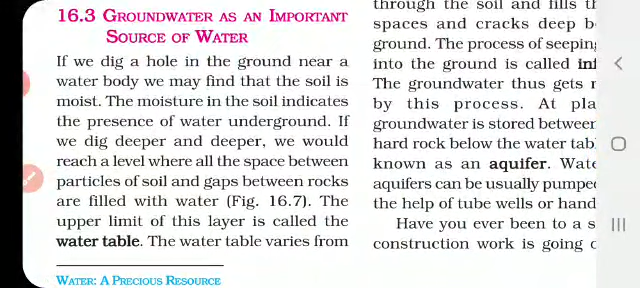 16.3 GROUNDWATER AS AN IMPORTANT
SOURCE OF WATER
If we dig a hole in the ground near a
water body we may find that the soil is
moist. The moisture in the soil indicates
the presence of water underground. If
we dig deeper and deeper, we would
reach a level where all the space between
particles of soil and gaps between rocks
are filled with water (Fig. 16.7). The
upper limit of this layer is called the
water table. The water table varies from
WATER: A PRECIOUS RESOURCE
through the soil and fills
spaces and cracks deep
ground. The process of
into the ground is called
The groundwater thus gets
by this process. At
groundwater is stored between
hard rock below the water
known as an aquifer.
aquifers can be usually
the help of tube wells or hand
Have you ever been to a
construction work is going